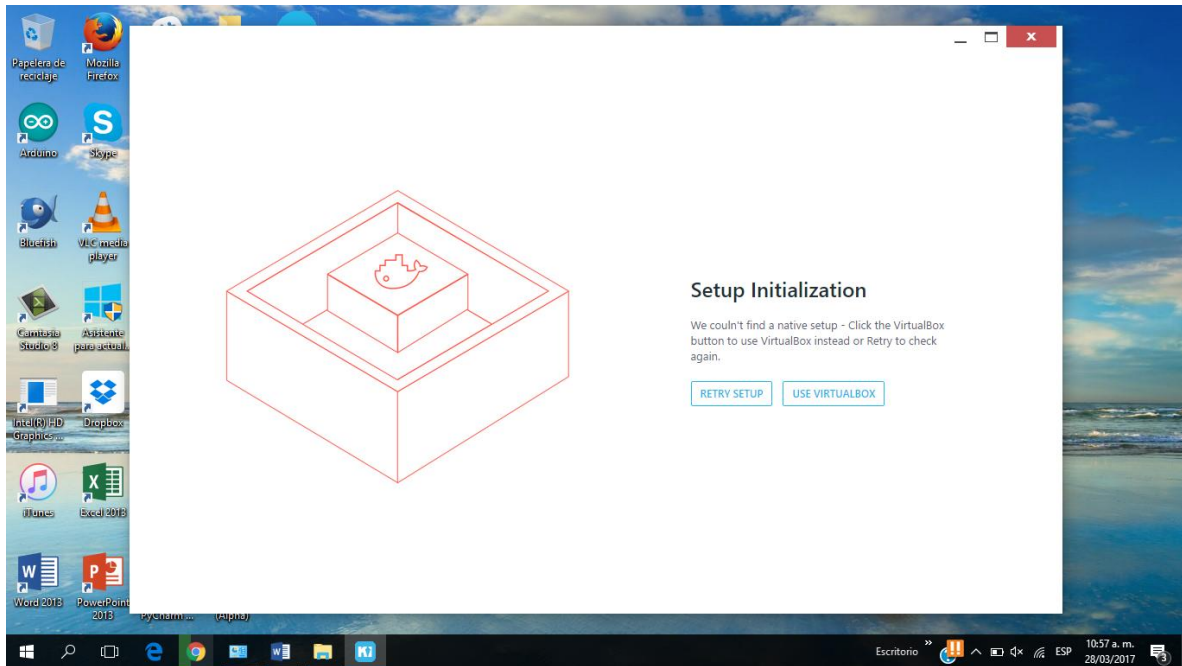 Papelera de
reciclaje
Mozilla
Firefox
Arduino
Skype
Bluefish
VLC media
player
Camtasia
Studio 8
Asistente
para actuali...
Intel(R) HD
Graphics ...
Dropbox
iTunes
Excel 2013
Word 2013
PowerPoint
2013
PyCharm ...
(Alpha)
Setup Initialization
We couln't find a native setup - Click the VirtualBox
button to use VirtualBox instead or Retry to check
again.
RETRY SETUP
USE VIRTUALBOX
Escritorio
ESP
10:57 a. m.
28/03/2017
3